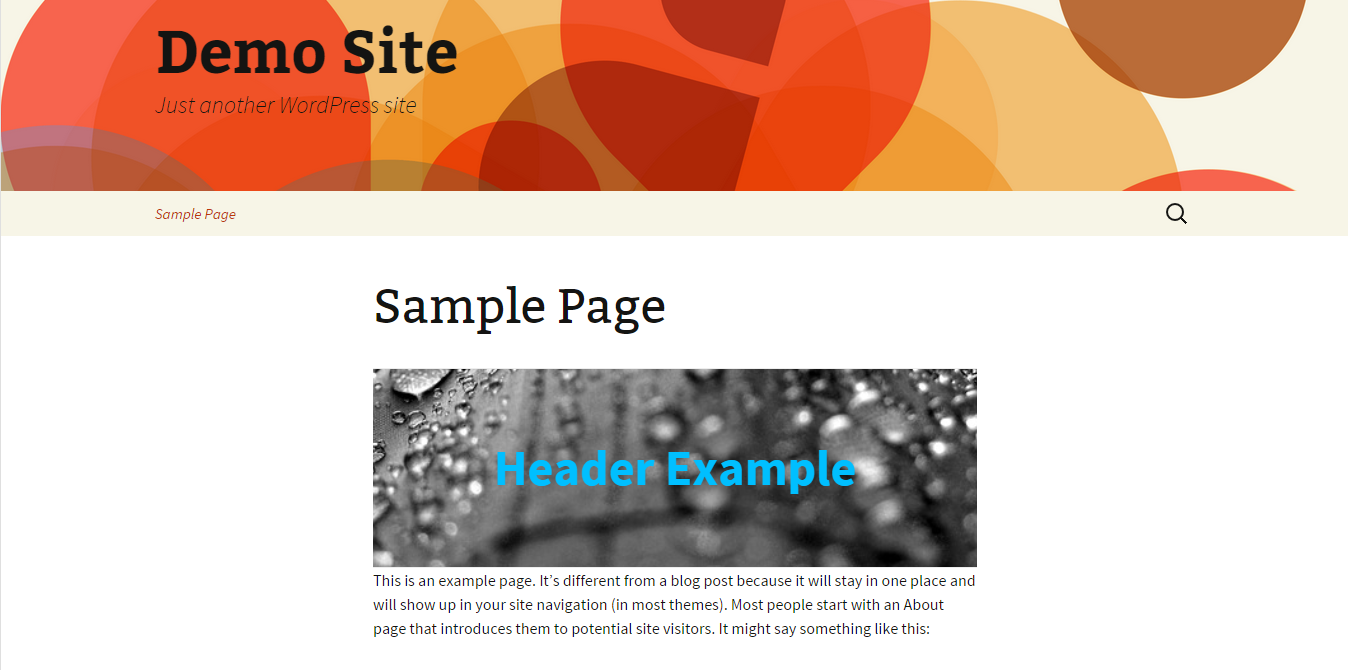 Demo Site
Just another WordPress site
Sample Page
Sample Page
Header Example
This is an example page. It’s different from a blog post because it will stay in one place and
will show up in your site navigation (in most themes). Most people start with an About
page that introduces them to potential site visitors. It might say something like this: